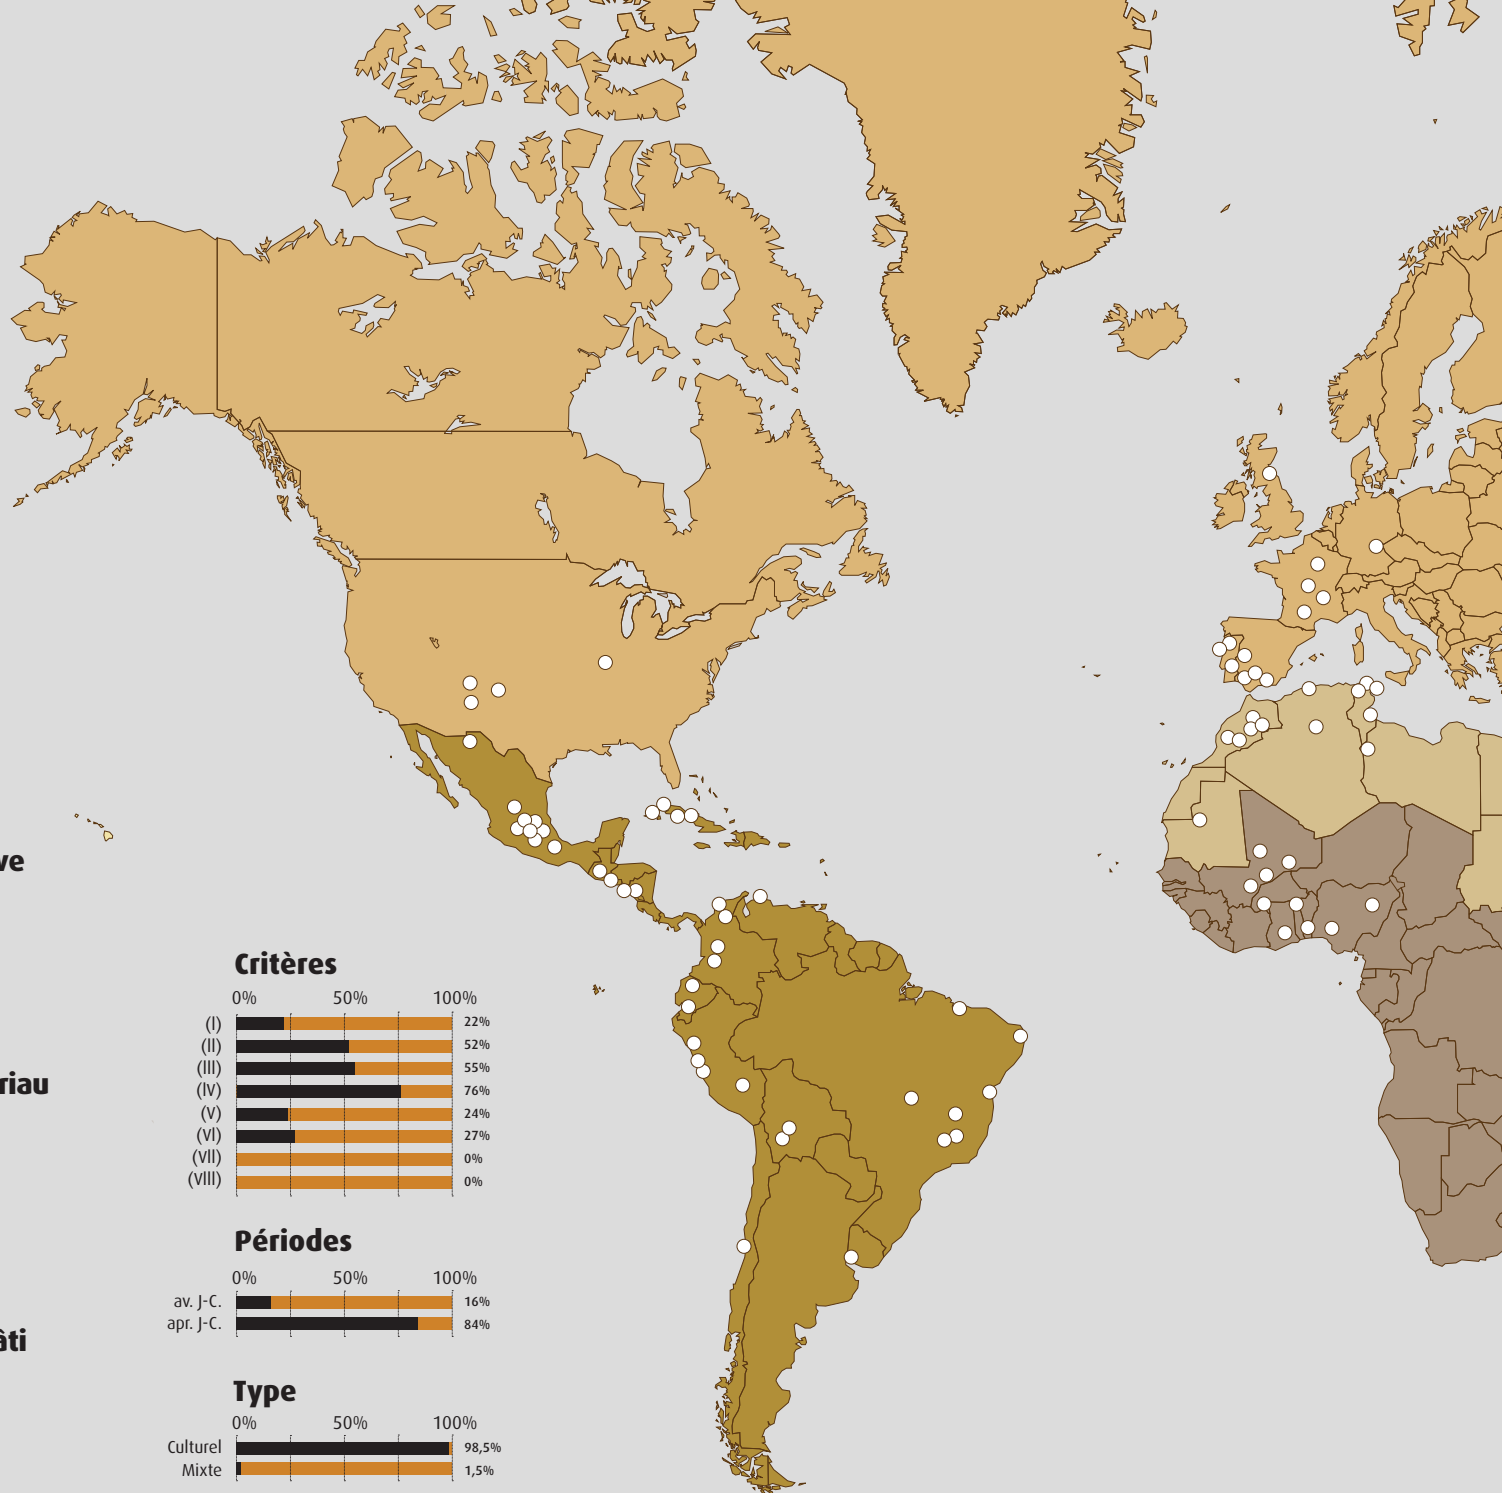 ve
riau
âti
Critères
0% 50% 100%
(I) 22%
(II) 52%
(III) 55%
(IV) 76%
(V) 24%
(VI) 27%
(VII) 0%
(VIII) 0%
Périodes
0% 50% 100%
av. J-C. 16%
apr. J-C. 84%
Type
0% 50% 100%
Culturel 98,5%
Mixte 1,5%